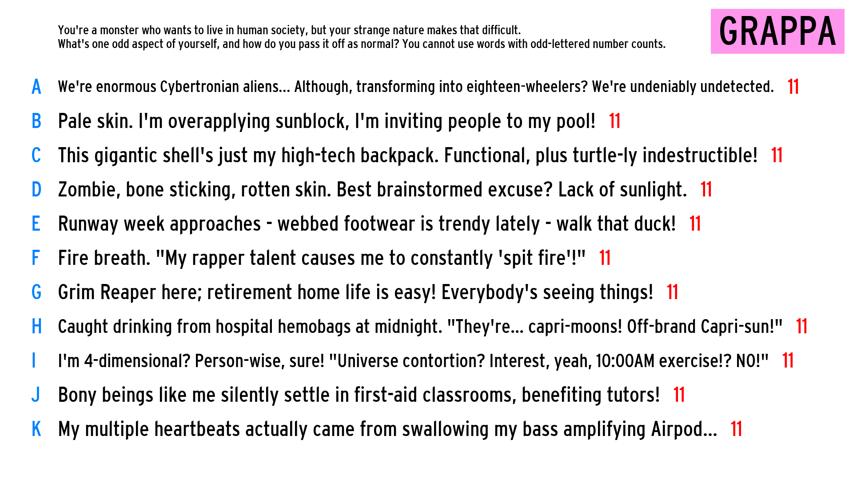 You're a monster who wants to live in human society, but your strange nature makes that difficult.
What's one odd aspect of yourself, and how do you pass it off as normal? You cannot use words with odd-lettered number counts.
GRAPPA
A We're enormous Cybertronian aliens... Although, transforming into eighteen-wheelers? We're undeniably undetected. 11
B Pale skin. I'm overapplying sunblock, I'm inviting people to my pool! 11
C This gigantic shell's just my high-tech backpack. Functional, plus turtle-ly indestructible! 11
D Zombie, bone sticking, rotten skin. Best brainstormed excuse? Lack of sunlight. 11
E Runway week approaches - webbed footwear is trendy lately - walk that duck! 11
F Fire breath. "My rapper talent causes me to constantly 'spit fire'!" 11
G Grim Reaper here; retirement home life is easy! Everybody's seeing things! 11
H Caught drinking from hospital hemobags at midnight. "They're... capri-moons! Off-brand Capri-sun!" 11
I I'm 4-dimensional? Person-wise, sure! "Universe contortion? Interest, yeah, 10:00AM exercise!? NO!" 11
J Bony beings like me silently settle in first-aid classrooms, benefiting tutors! 11
K My multiple heartbeats actually came from swallowing my bass amplifying Airpod... 11